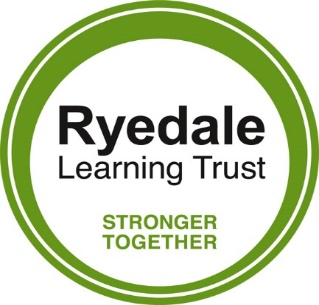 Ryedale
Learning Trust
STRONGER
TOGETHER